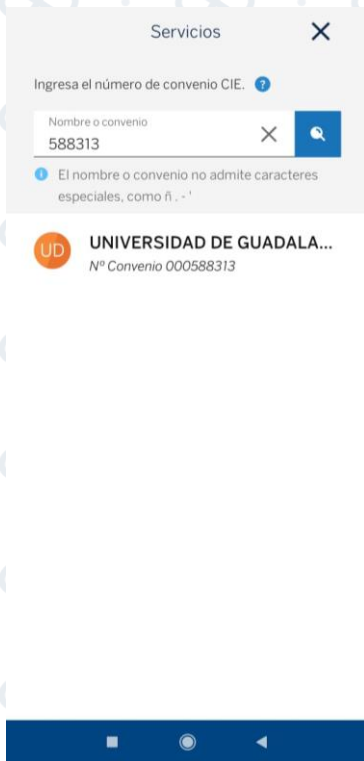 Servicios
Ingresa el número de convenio CIE. ?
Nombre o convenio
588313
El nombre o convenio no admite caracteres
especiales, como ñ . - '
UD
UNIVERSIDAD DE GUADALA...
Nº Convenio 000588313